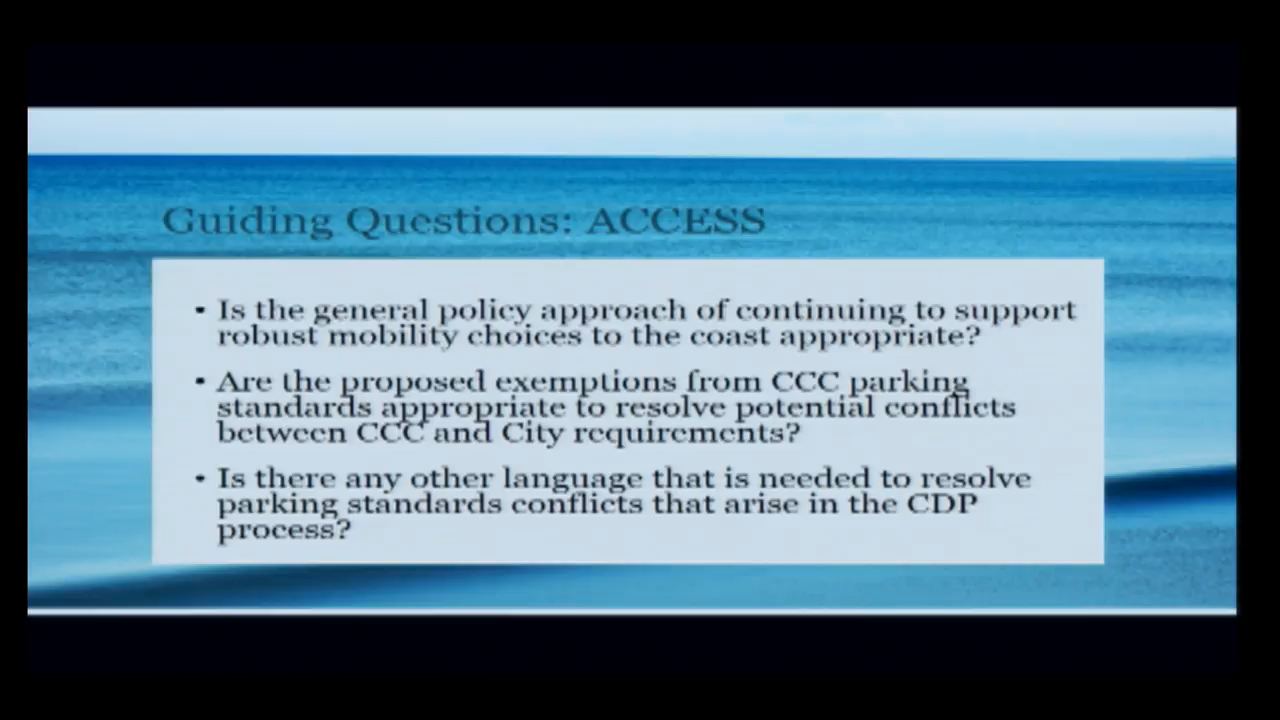 Guiding Questions: ACCESS
• Is the general policy approach of continuing to support
robust mobility choices to the coast appropriate?
• Are the proposed exemptions from CCC parking
standards appropriate to resolve potential conflicts
between CCC and City requirements?
• Is there any other language that is needed to resolve
parking standards conflicts that arise in the CDP
process?